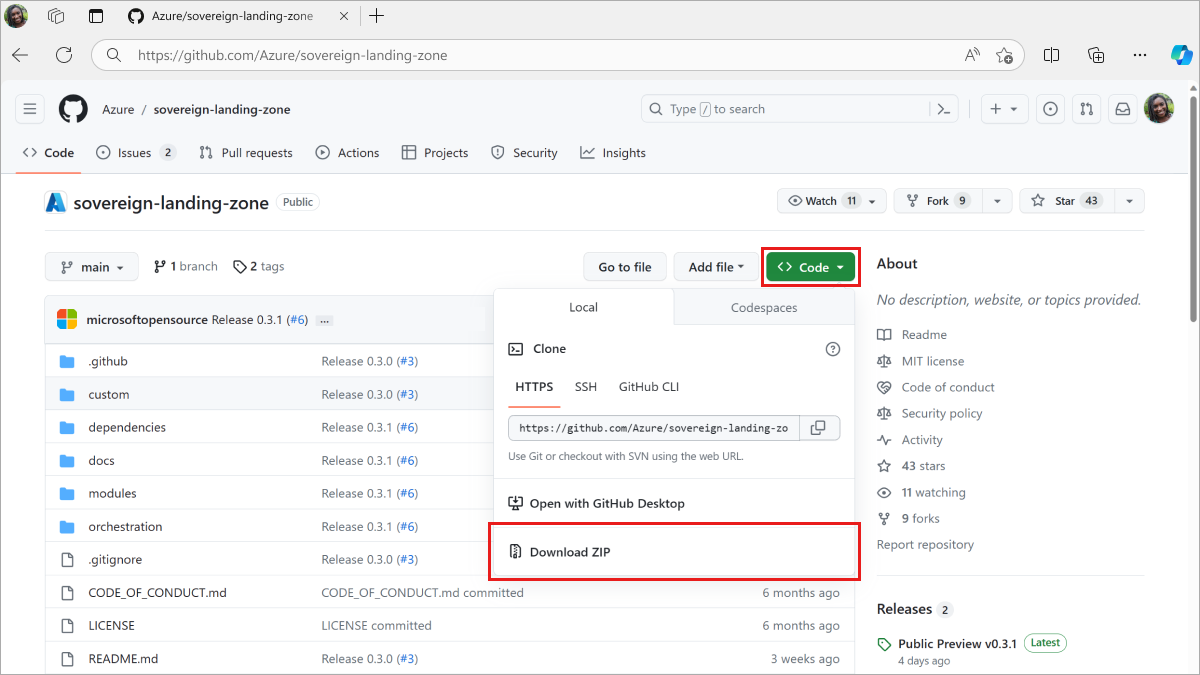 Azure/sovereign-landing-zone
https://github.com/Azure/sovereign-landing-zone
Azure / sovereign-landing-zone
Type / to search
Code
Issues 2
Pull requests
Actions
Projects
Security
Insights
sovereign-landing-zone Public
Watch 11
Fork 9
Star 43
main
1 branch
2 tags
Go to file
Add file
Code
microsoftopensource Release 0.3.1 (#6) ...
.github Release 0.3.0 (#3)
custom Release 0.3.0 (#3)
dependencies Release 0.3.1 (#6)
docs Release 0.3.1 (#6)
modules Release 0.3.1 (#6)
orchestration Release 0.3.1 (#6)
.gitignore Release 0.3.0 (#3)
CODE_OF_CONDUCT.md CODE_OF_CONDUCT.md committed 6 months ago
LICENSE LICENSE committed 6 months ago
README.md Release 0.3.0 (#3) 3 weeks ago
Local
Codespaces
Clone
HTTPS SSH GitHub CLI
https://github.com/Azure/sovereign-landing-zo
Use Git or checkout with SVN using the web URL.
Open with GitHub Desktop
Download ZIP
About
No description, website, or topics provided.
Readme
MIT license
Code of conduct
Security policy
Activity
43 stars
11 watching
9 forks
Report repository
Releases 2
Public Preview v0.3.1 Latest
4 days ago